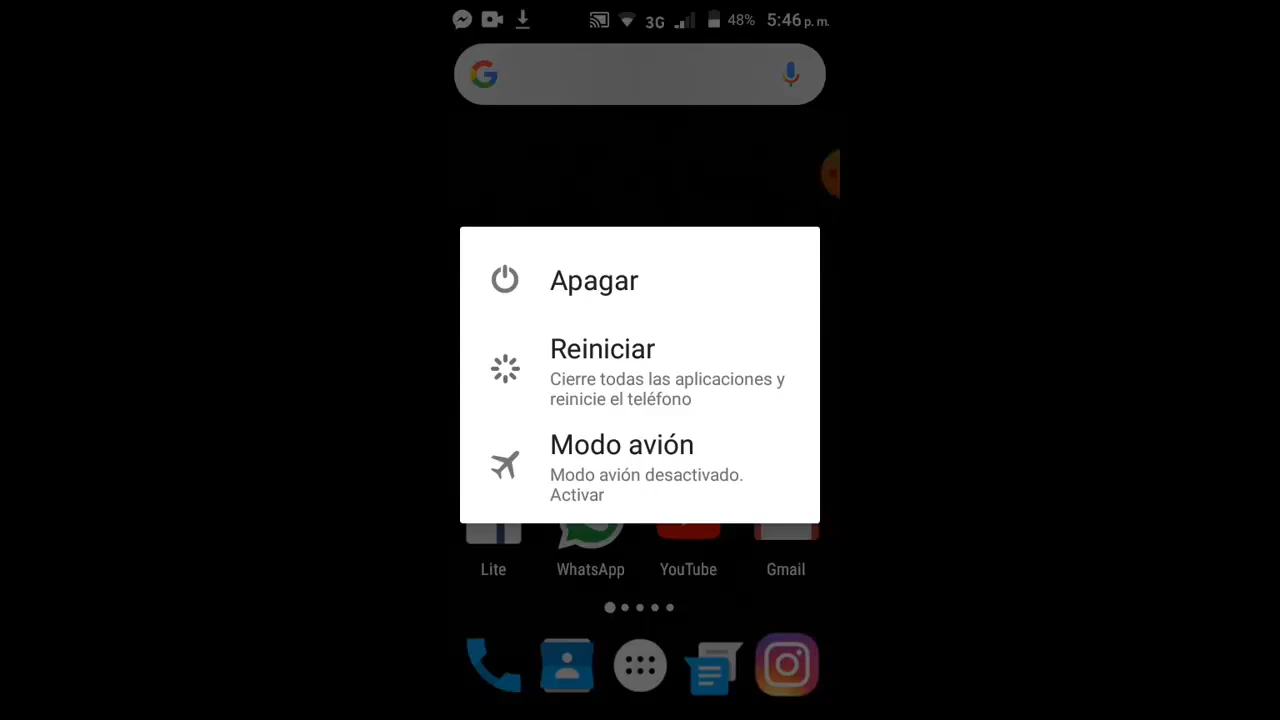 3G 48% 5:46 p. m.
Apagar
Reiniciar
Cierre todas las aplicaciones y
reinicie el teléfono
Modo avión
Modo avión desactivado.
Activar
Lite WhatsApp YouTube Gmail